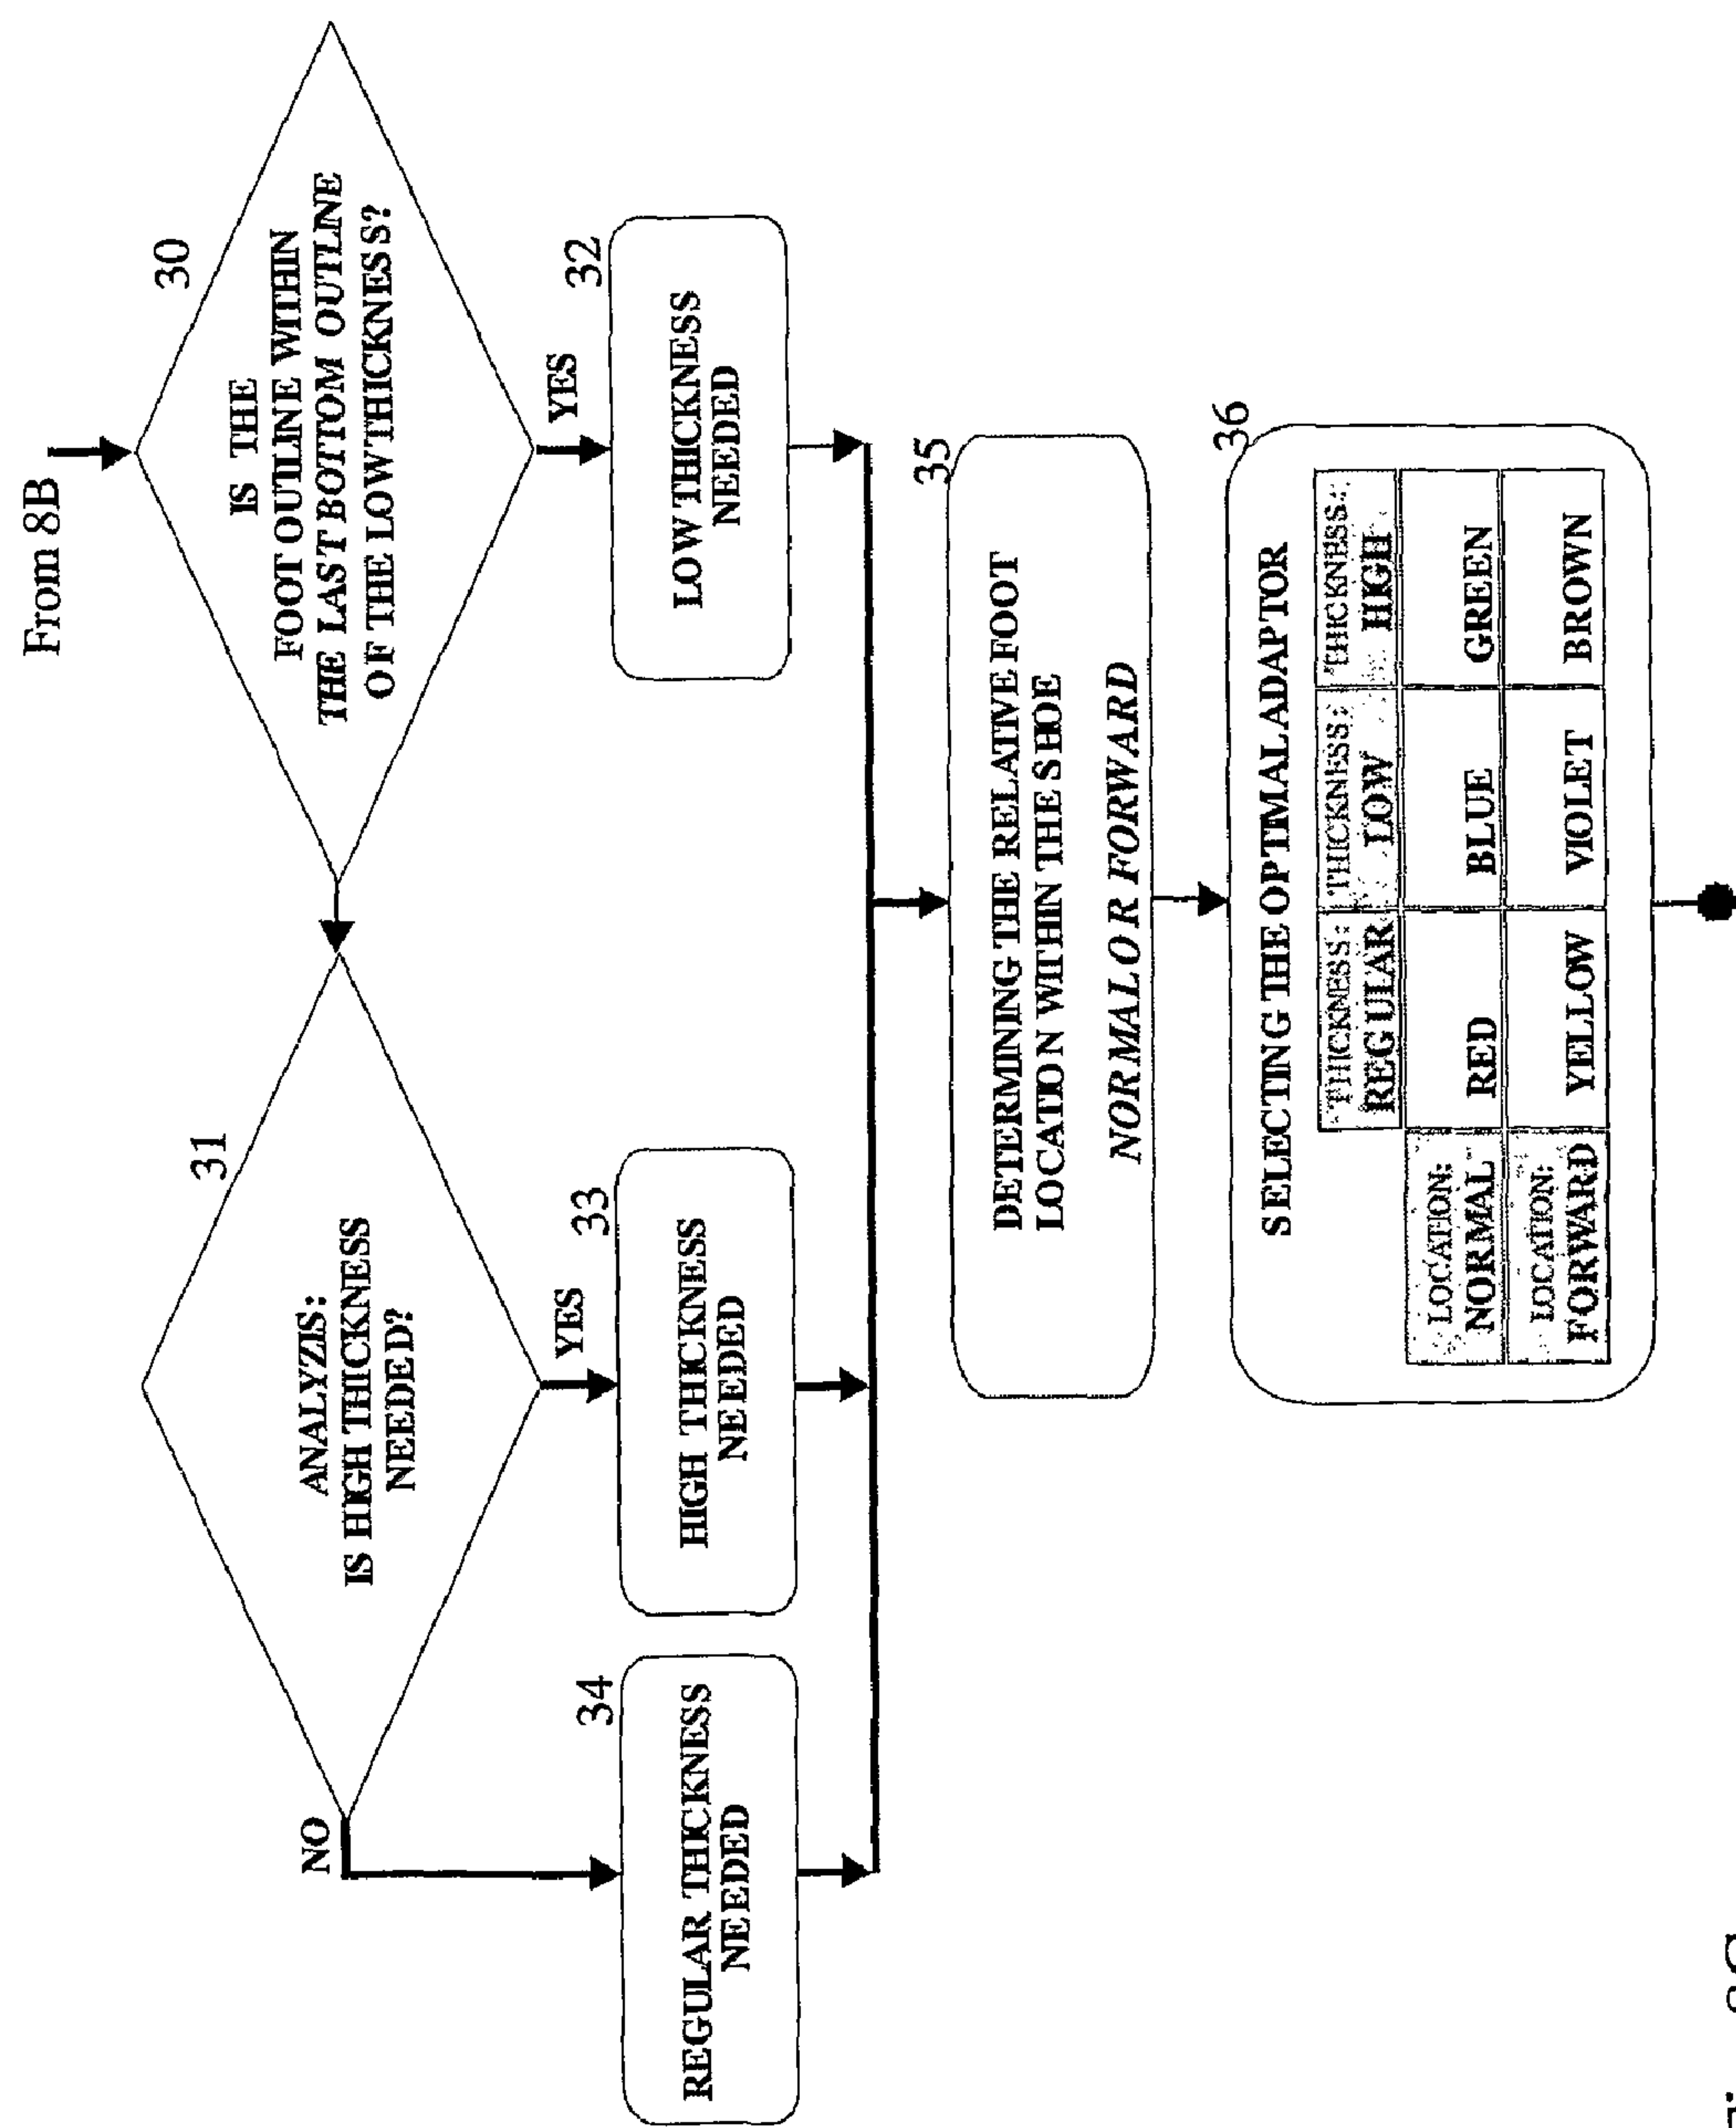 From 8B
30
IS THE
FOOT OUTLINE WITHIN
THE LAST BOTTOM OUTLINE
OF THE LOW THICKNESS?
31
ANALYZIS:
IS HIGH THICKNESS
NEEDED?
NO
YES
YES
34
REGULAR THICKNESS
NEEDED
33
HIGH THICKNESS
NEEDED
32
LOW THICKNESS
NEEDED
35
DETERMINING THE RELATIVE FOOT
LOCATION WITHIN THE SHOE
NORMAL OR FORWARD
36
SELECTING THE OPTIMAL ADAPTOR
THICKNESS: THICKNESS: THICKNESS:
REGULAR LOW HIGH
LOCATION:
NORMAL RED BLUE GREEN
LOCATION:
FORWARD YELLOW VIOLET BROWN